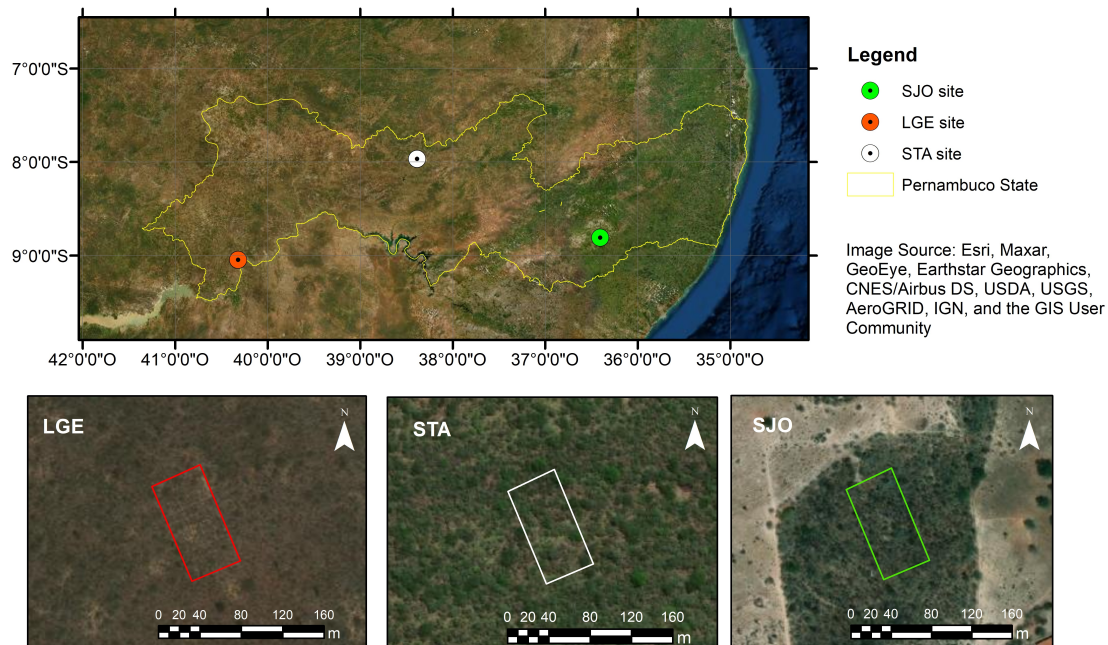 7°0'0"S
8°0'0"S
9°0'0"S
42°0'0"O 41°0'0"O 40°0'0"O 39°0'0"O 38°0'0"O 37°0'0"O 36°0'0"O 35°0'0"O
Legend
SJO site
LGE site
STA site
Pernambuco State
Image Source: Esri, Maxar,
GeoEye, Earthstar Geographics,
CNES/Airbus DS, USDA, USGS,
AeroGRID, IGN, and the GIS User
Community
LGE
N
0 20 40 80 120 160
m
STA
N
0 20 40 80 120 160
m
SJO
N
0 20 40 80 120 160
m